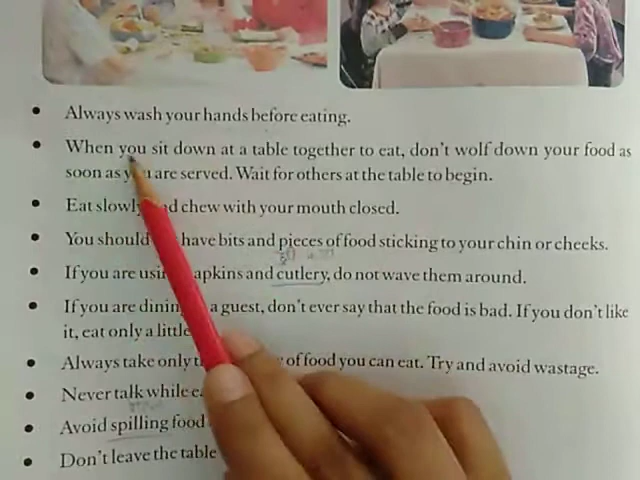 Always wash your hands before eating.
When you sit down at a table together to eat, don't wolf down your food as
soon as you are served. Wait for others at the table to begin.
Eat slowly and chew with your mouth closed.
You should have bits and pieces of food sticking to your chin or cheeks.
If you are using napkins and cutlery, do not wave them around.
If you are dining a guest, don't ever say that the food is bad. If you don't like
it, eat only a little
Always take only of food you can eat. Try and avoid wastage.
Never talk while
Avoid spilling food
Don't leave the table